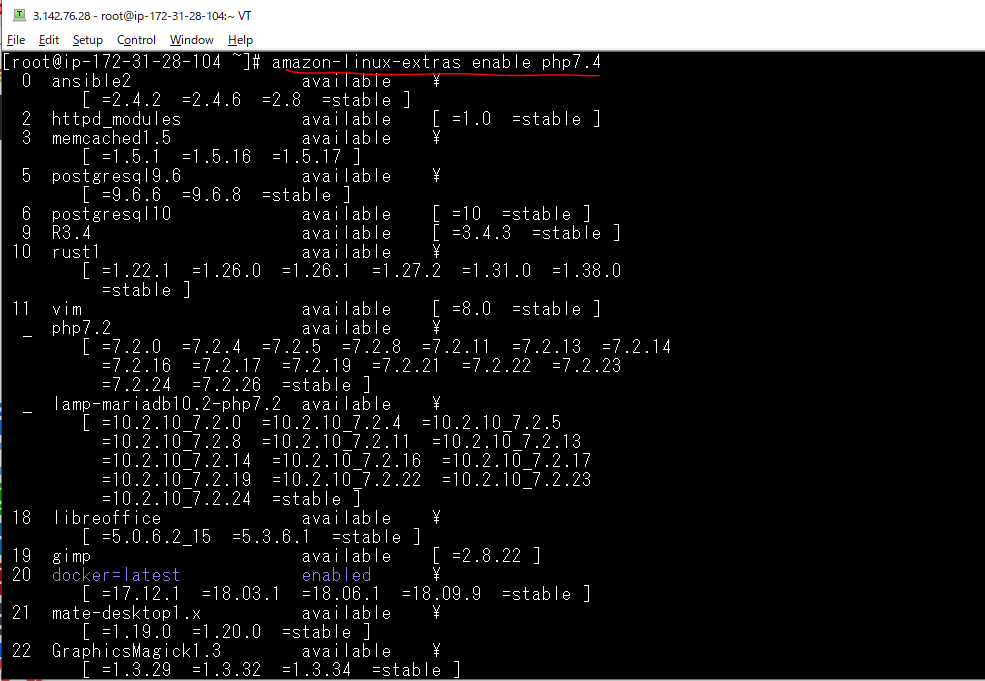 3.142.76.28 - root@ip-172-31-28-104:~ VT
File Edit Setup Control Window Help
[root@ip-172-31-28-104 ~]# amazon-linux-extras enable php7.4
0 ansible2 available ¥
[ =2.4.2 =2.4.6 =2.8 =stable ]
2 httpd_modules available [ =1.0 =stable ]
3 memcached1.5 available ¥
[ =1.5.1 =1.5.16 =1.5.17 ]
5 postgresql9.6 available ¥
[ =9.6.6 =9.6.8 =stable ]
6 postgresql10 available [ =10 =stable ]
9 R3.4 available [ =3.4.3 =stable ]
10 rust1 available ¥
[ =1.22.1 =1.26.0 =1.26.1 =1.27.2 =1.31.0 =1.38.0
=stable ]
11 vim available [ =8.0 =stable ]
_ php7.2 available ¥
[ =7.2.0 =7.2.4 =7.2.5 =7.2.8 =7.2.11 =7.2.13 =7.2.14
=7.2.16 =7.2.17 =7.2.19 =7.2.21 =7.2.22 =7.2.23
=7.2.24 =7.2.26 =stable ]
_ lamp-mariadb10.2-php7.2 available ¥
[ =10.2.10_7.2.0 =10.2.10_7.2.4 =10.2.10_7.2.5
=10.2.10_7.2.8 =10.2.10_7.2.11 =10.2.10_7.2.13
=10.2.10_7.2.14 =10.2.10_7.2.16 =10.2.10_7.2.17
=10.2.10_7.2.19 =10.2.10_7.2.22 =10.2.10_7.2.23
=10.2.10_7.2.24 =stable ]
18 libreoffice available ¥
[ =5.0.6.2_15 =5.3.6.1 =stable ]
19 gimp available [ =2.8.22 ]
20 docker=latest enabled ¥
[ =17.12.1 =18.03.1 =18.06.1 =18.09.9 =stable ]
21 mate-desktop1.x available ¥
[ =1.19.0 =1.20.0 =stable ]
22 GraphicsMagick1.3 available ¥
[ =1.3.29 =1.3.32 =1.3.34 =stable ]